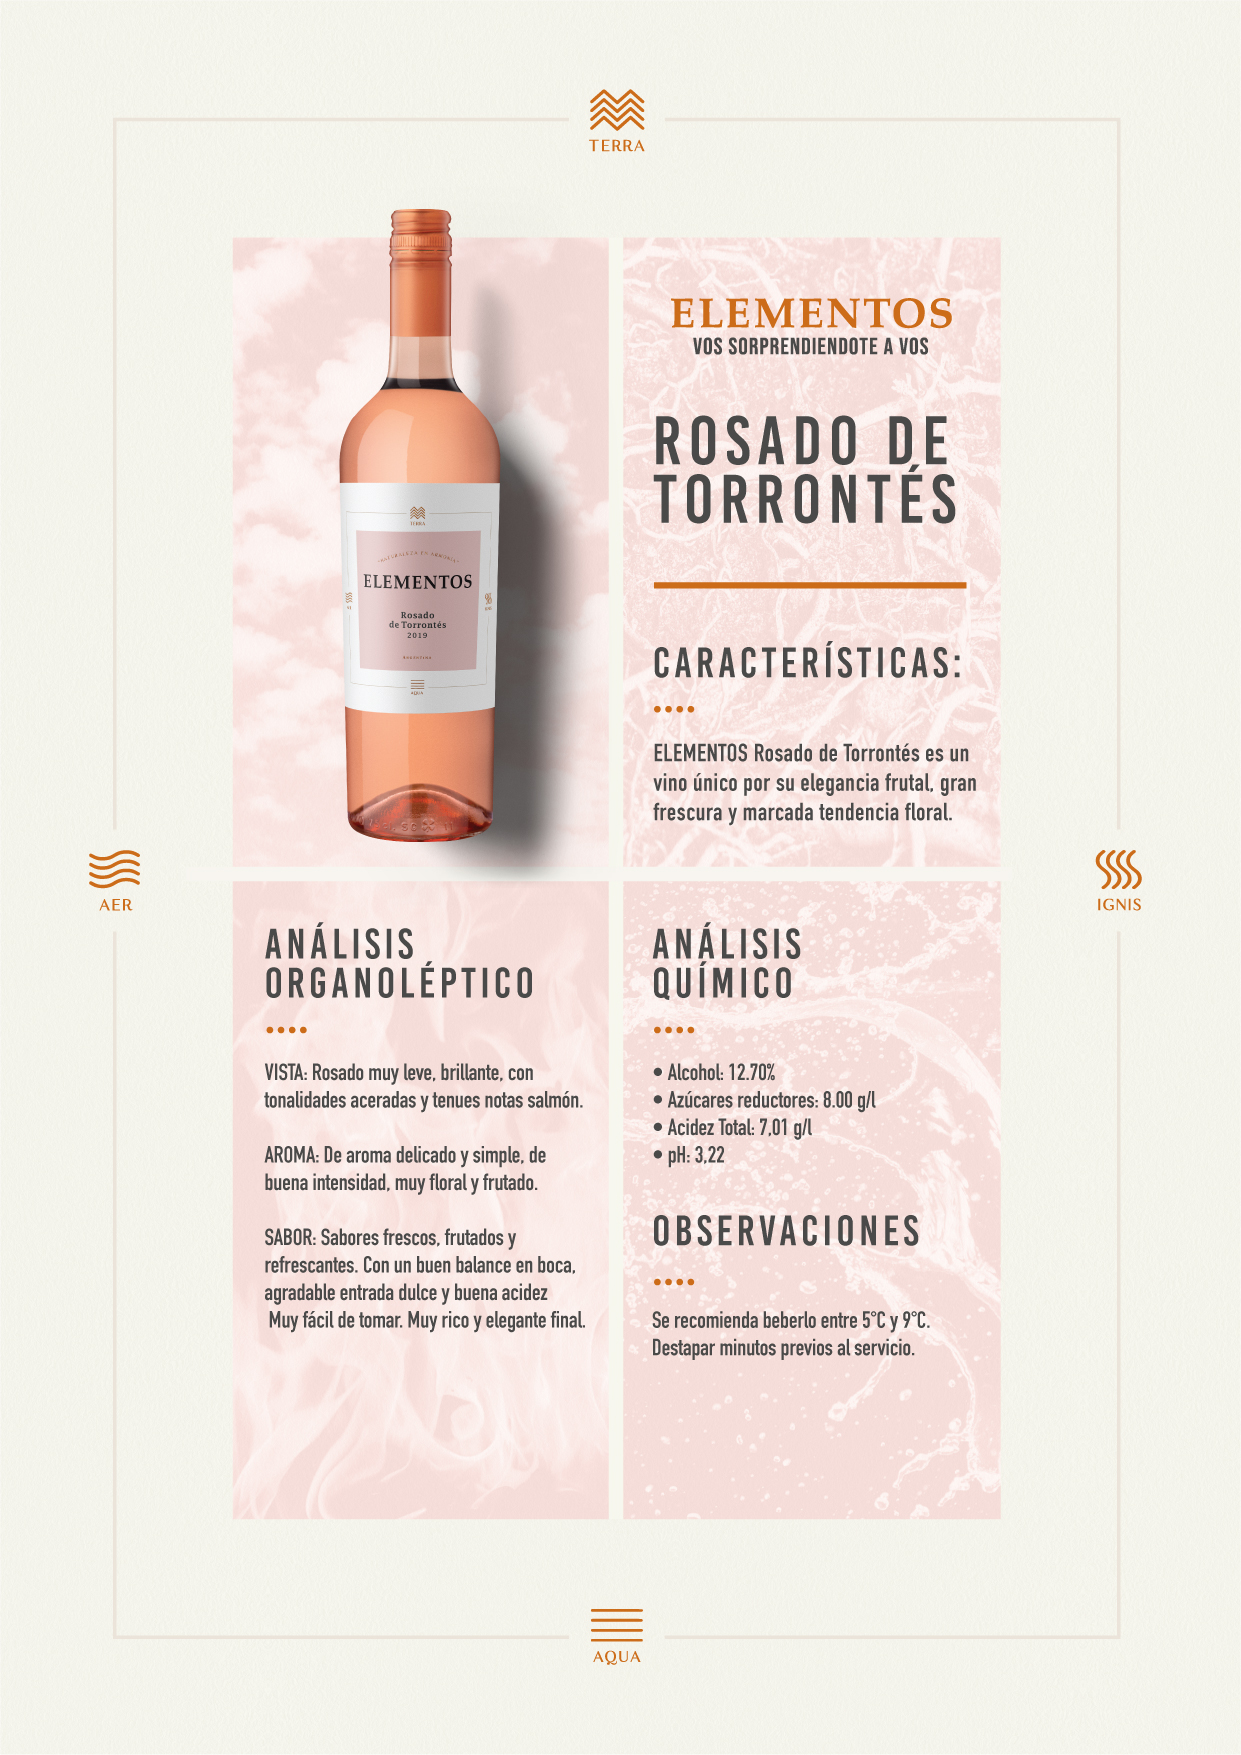 TERRA
ELEMENTOS
VOS SORPRENDIENDOTE A VOS
ROSADO DE
TORRONTÉS
TERRA
NATURALEZA EN ARMONÍA
ELEMENTOS
Rosado
de Torrontés
2019
ARGENTINA
AQUA
CARACTERÍSTICAS:
ELEMENTOS Rosado de Torrontés es un
vino único por su elegancia frutal, gran
frescura y marcada tendencia floral.
AER
IGNIS
ANÁLISIS
ORGANOLÉPTICO
VISTA: Rosado muy leve, brillante, con
tonalidades aceradas y tenues notas salmón.
AROMA: De aroma delicado y simple, de
buena intensidad, muy floral y frutado.
SABOR: Sabores frescos, frutados y
refrescantes. Con un buen balance en boca,
agradable entrada dulce y buena acidez
Muy fácil de tomar. Muy rico y elegante final.
ANÁLISIS
QUÍMICO
• Alcohol: 12.70%
• Azúcares reductores: 8.00 g/l
• Acidez Total: 7,01 g/l
• pH: 3,22
OBSERVACIONES
Se recomienda beberlo entre 5°C y 9°C.
Destapar minutos previos al servicio.
AQUA